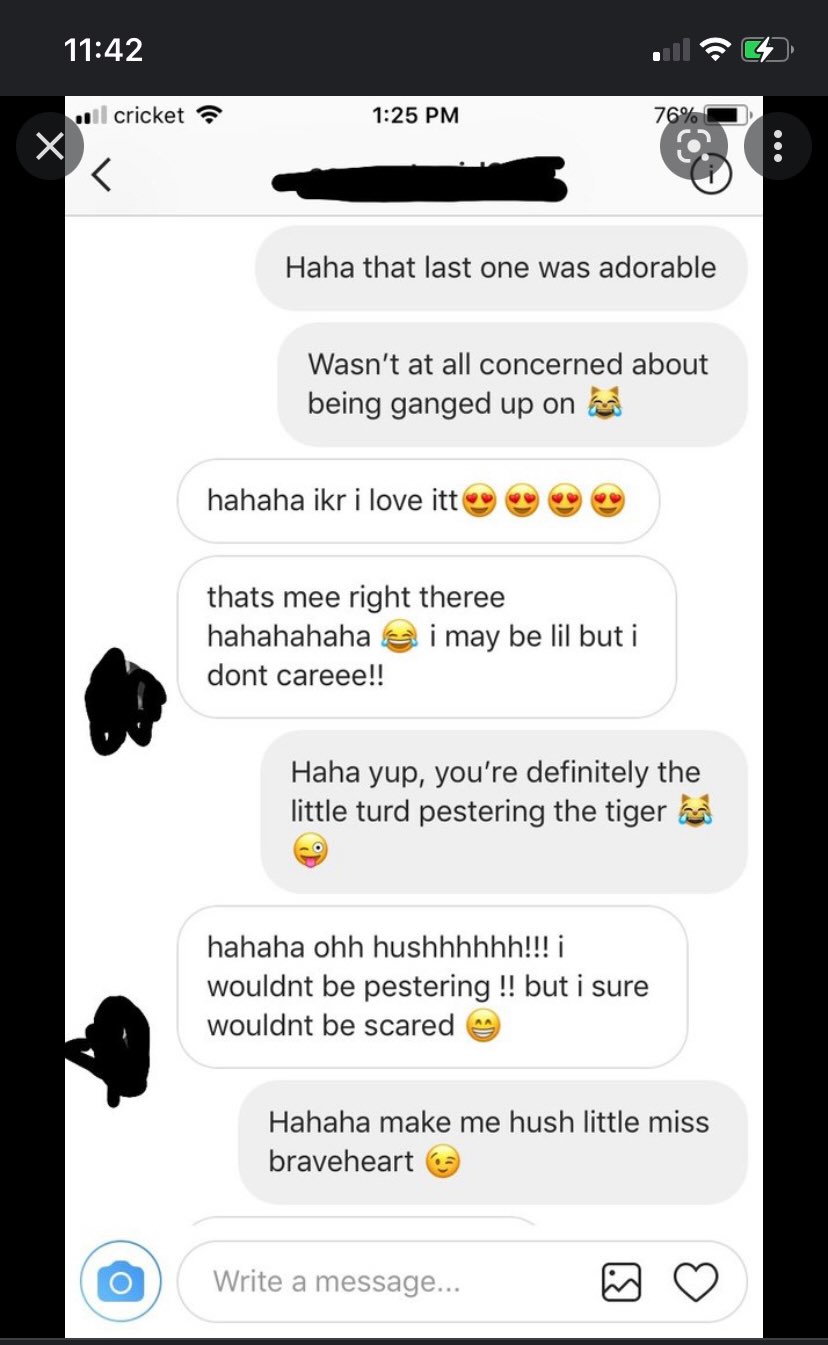 11:42
cricket 1:25 PM 76%
Haha that last one was adorable
Wasn’t at all concerned about
being ganged up on 😹
hahaha ikr i love itt😍😍😍😍
thats mee right theree
hahahahaha 😂 i may be lil but i
dont careee!!
Haha yup, you’re definitely the
little turd pestering the tiger 😹
😜
hahaha ohh hushhhhhh!!! i
wouldnt be pestering !! but i sure
wouldnt be scared 😁
Hahaha make me hush little miss
braveheart 😉
Write a message...